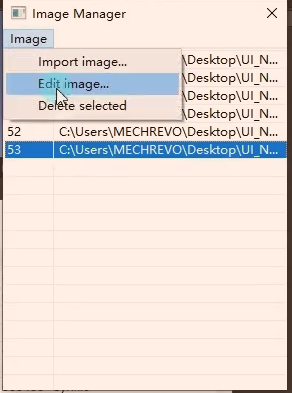 Image Manager
Image
Import image...
\Desktop\UI_N...
Edit image...
\Desktop\UI_N...
\Desktop\UI_N...
Delete selected
\Desktop\UI_N...
52 C:\Users\MECHREVO\Desktop\UI_N...
53 C:\Users\MECHREVO\Desktop\UI_N...